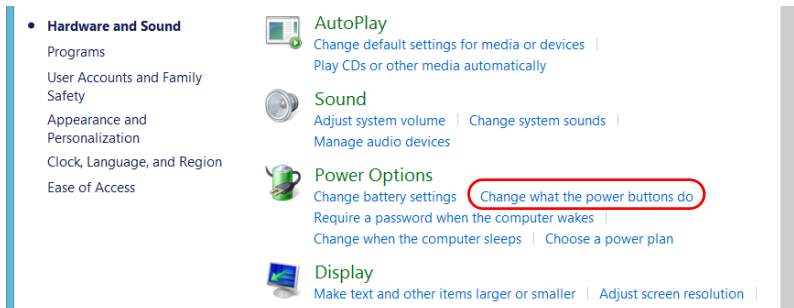 Hardware and Sound
Programs
User Accounts and Family
Safety
Appearance and
Personalization
Clock, Language, and Region
Ease of Access
AutoPlay
Change default settings for media or devices
Play CDs or other media automatically
Sound
Adjust system volume | Change system sounds
Manage audio devices
Power Options
Change battery settings Change what the power buttons do
Require a password when the computer wakes
Change when the computer sleeps | Choose a power plan
Display
Make text and other items larger or smaller | Adjust screen resolution